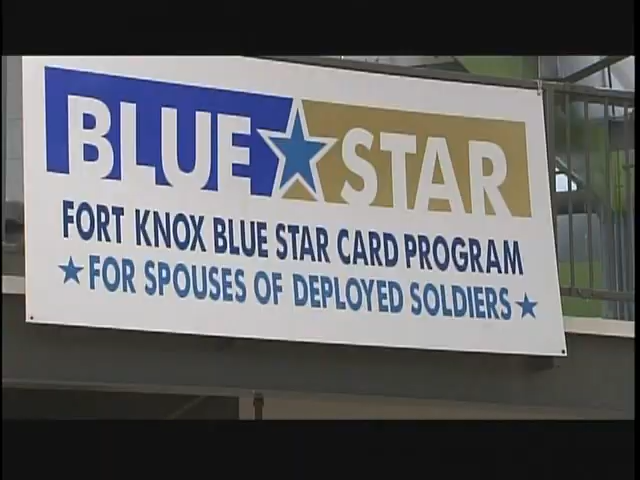 BLUE STAR
FORT KNOX BLUE STAR CARD PROGRAM
FOR SPOUSES OF DEPLOYED SOLDIERS